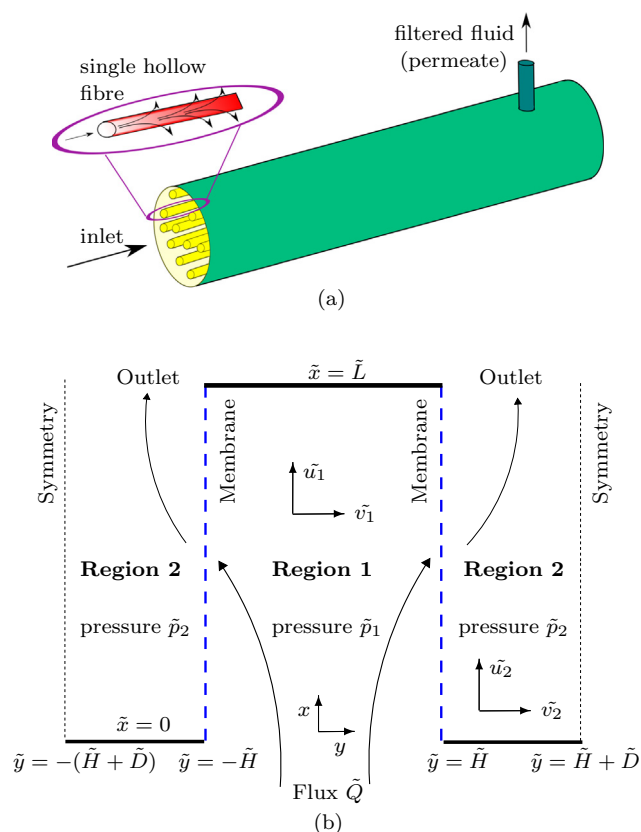 filtered fluid
(permeate)
single hollow
fibre
inlet
(a)
Outlet
x̃ = L̃
Outlet
Symmetry
Membrane
Membrane
Symmetry
ũ₁
ṽ₁
Region 2
Region 1
Region 2
pressure p̃₂
pressure p̃₁
pressure p̃₂
ũ₂
ṽ₂
x
y
x̃ = 0
ỹ = −(H̃ + D̃)
ỹ = −H̃
ỹ = H̃
ỹ = H̃ + D̃
Flux Q̃
(b)